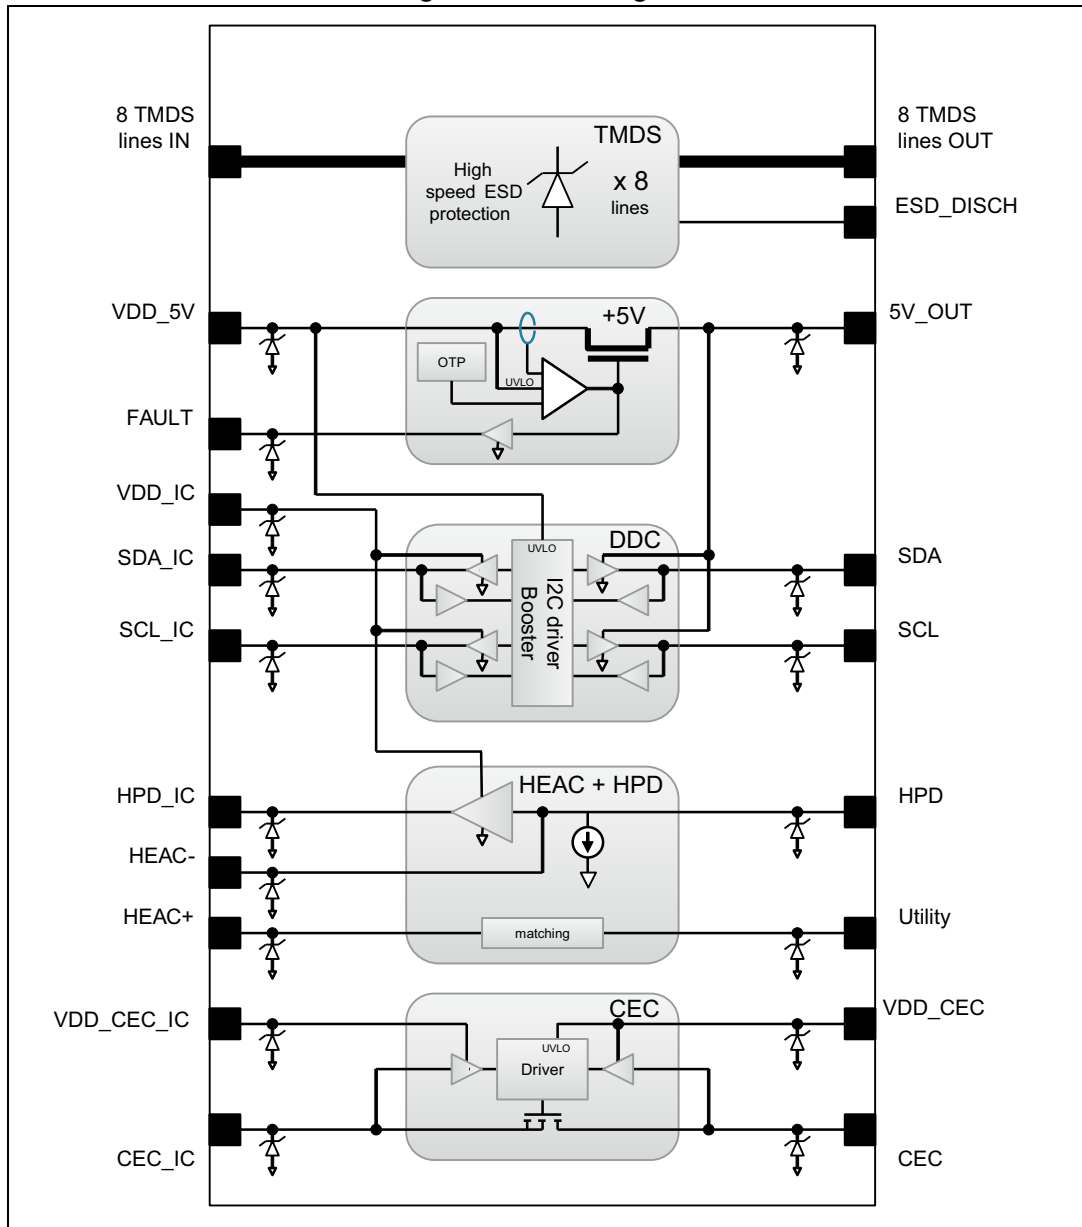 8 TMDS
lines IN
TMDS
High
speed ESD
protection
x 8
lines
8 TMDS
lines OUT
ESD_DISCH
VDD_5V
+5V
5V_OUT
OTP
UVLO
FAULT
VDD_IC
SDA_IC
SCL_IC
DDC
UVLO
I2C driver
Booster
SDA
SCL
HPD_IC
HEAC-
HEAC+
HEAC + HPD
matching
HPD
Utility
VDD_CEC_IC
CEC
UVLO
Driver
VDD_CEC
CEC_IC
CEC